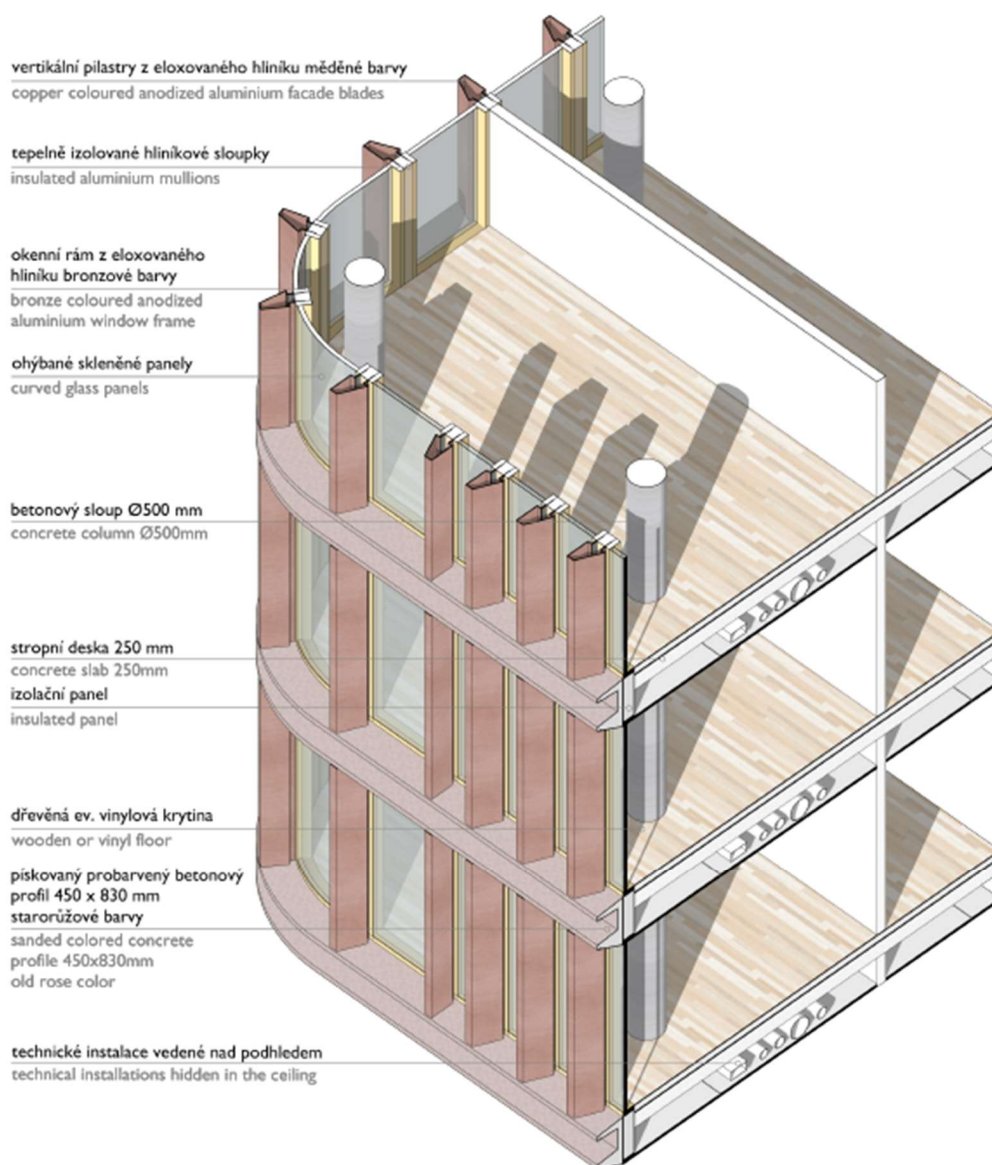 vertikální pilastry z eloxovaného hliníku měděné barvy
copper coloured anodized aluminium facade blades
tepelně izolované hliníkové sloupky
insulated aluminium mullions
okenní rám z eloxovaného
hliníku bronzové barvy
bronze coloured anodized
aluminium window frame
ohýbané skleněné panely
curved glass panels
betonový sloup Ø500 mm
concrete column Ø500mm
stropní deska 250 mm
concrete slab 250mm
izolační panel
insulated panel
dřevěná ev. vinylová krytina
wooden or vinyl floor
pískovaný probarvený betonový
profil 450 x 830 mm
starorůžové barvy
sanded colored concrete
profile 450x830mm
old rose color
technické instalace vedené nad podhledem
technical installations hidden in the ceiling